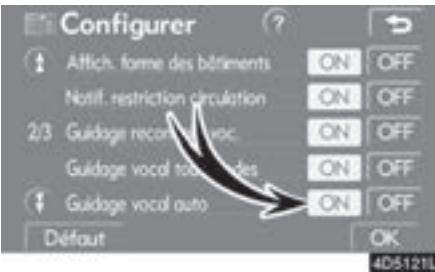 Configurer ?
Affich. forme des bâtiments ON OFF
Notif. restriction circulation ON OFF
2/3 Guidage voc. ON OFF
Guidage vocal ON OFF
Guidage vocal auto ON OFF
Défaut OK
4D5121L